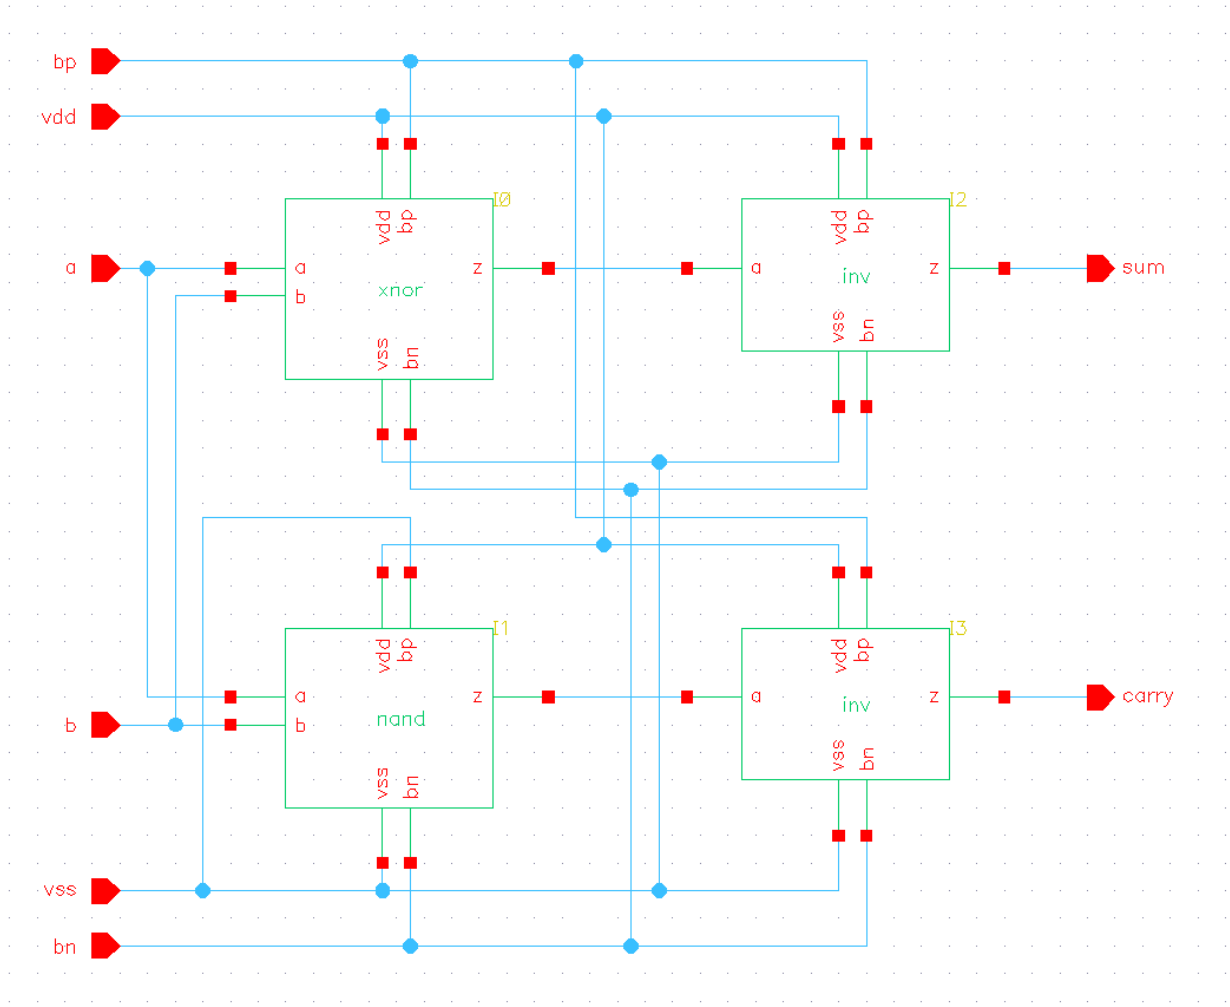 bp
vdd
I0
I2
vdd
bp
vdd
bp
a
a
z
a
z
sum
b
xnor
inv
vss
bn
vss
bn
I1
I3
vdd
bp
vdd
bp
a
z
a
z
carry
b
b
nand
inv
vss
bn
vss
bn
vss
bn